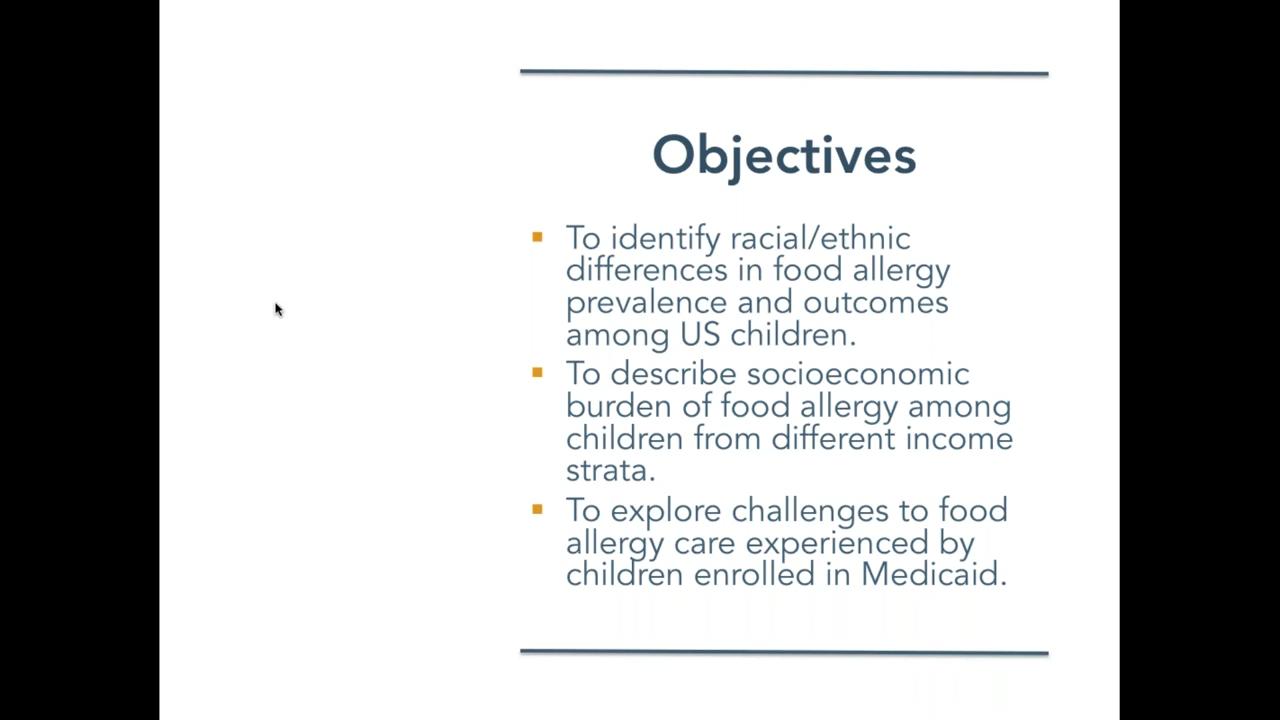 Objectives
To identify racial/ethnic
differences in food allergy
prevalence and outcomes
among US children.
To describe socioeconomic
burden of food allergy among
children from different income
strata.
To explore challenges to food
allergy care experienced by
children enrolled in Medicaid.